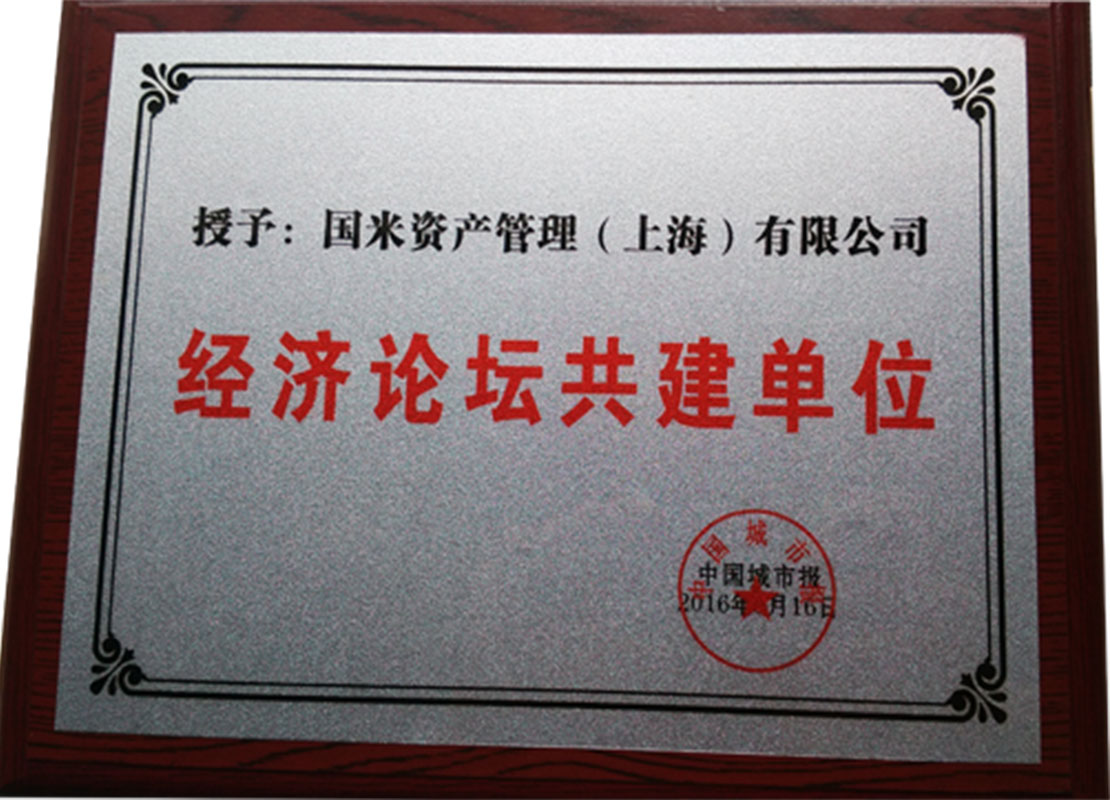 授予：国米资产管理（上海）有限公司
经济论坛共建单位
中国城市
中国城市报
2016年 月16日